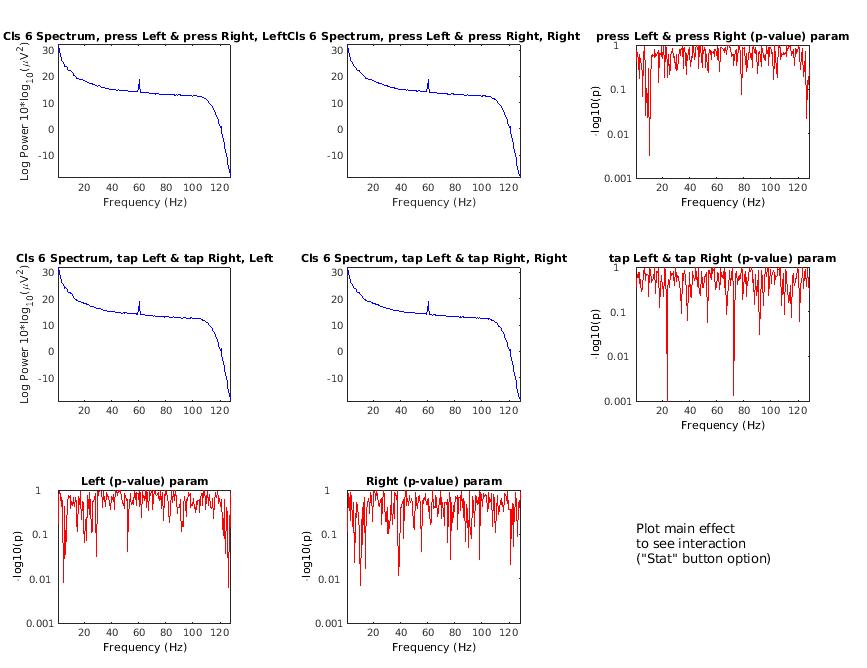 Cls 6 Spectrum, press Left & press Right, Left
Cls 6 Spectrum, press Left & press Right, Right
press Left & press Right (p-value) param
Log Power 10*log10(μV2)
30
20
10
0
-10
20 40 60 80 100 120
Frequency (Hz)
30
20
10
0
-10
20 40 60 80 100 120
Frequency (Hz)
-log10(p)
1
0.1
0.01
0.001
20 40 60 80 100 120
Frequency (Hz)
Cls 6 Spectrum, tap Left & tap Right, Left
Cls 6 Spectrum, tap Left & tap Right, Right
tap Left & tap Right (p-value) param
Log Power 10*log10(μV2)
30
20
10
0
-10
20 40 60 80 100 120
Frequency (Hz)
30
20
10
0
-10
20 40 60 80 100 120
Frequency (Hz)
-log10(p)
1
0.1
0.01
0.001
20 40 60 80 100 120
Frequency (Hz)
Left (p-value) param
-log10(p)
1
0.1
0.01
0.001
20 40 60 80 100 120
Frequency (Hz)
Right (p-value) param
-log10(p)
1
0.1
0.01
0.001
20 40 60 80 100 120
Frequency (Hz)
Plot main effect
to see interaction
("Stat" button option)